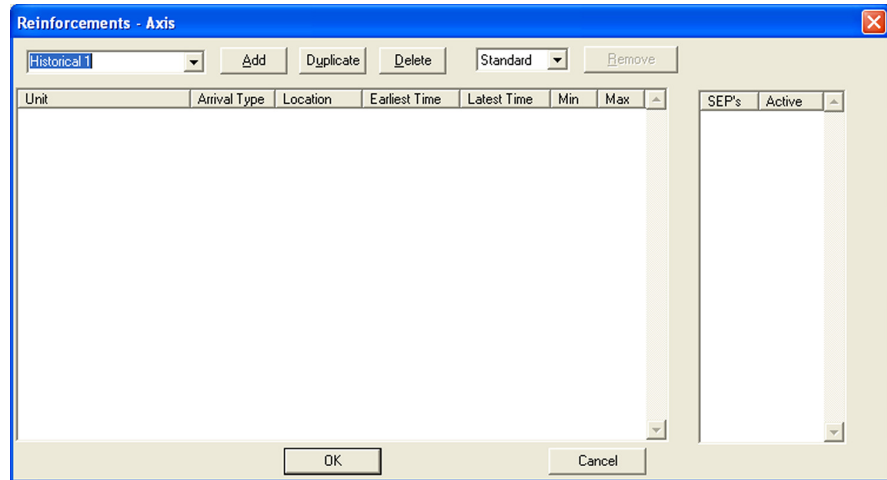 Reinforcements - Axis
Historical 1 Add Duplicate Delete Standard Remove
Unit Arrival Type Location Earliest Time Latest Time Min Max SEP's Active
OK Cancel